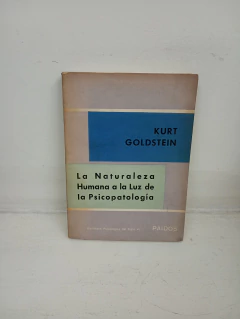 KURT
GOLDSTEIN
La Naturaleza
Humana a la Luz de
la Psicopatología
PAIDOS